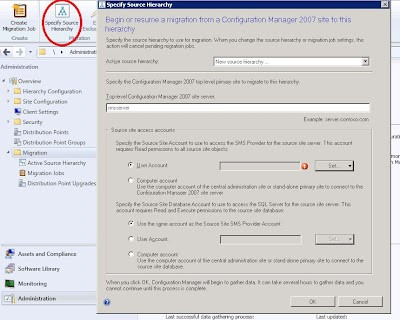 Create Migration Job
Create
Specify Source Hierarchy
Migration
Administration
Administration
Overview
Hierarchy Configuration
Site Configuration
Client Settings
Security
Distribution Points
Distribution Point Groups
Migration
Active Source Hierarchy
Migration Jobs
Distribution Point Upgrades
Assets and Compliance
Software Library
Monitoring
Administration
Specify Source Hierarchy
Begin or resume a migration from a Configuration Manager 2007 site to this hierarchy
Specify the source hierarchy to use for migration. When you change the source hierarchy or migration job settings, this action will cancel pending migration jobs.
Active source hierarchy:
New source hierarchy ...
Specify the Configuration Manager 2007 top-level primary site to migrate to this hierarchy.
Top-level Configuration Manager 2007 site server:
smsserver
Example: server.contoso.com
Source site access accounts
Specify the Source Site Account to use to access the SMS Provider for the source site server. This account requires Read permissions to all source site objects:
User Account:
Set...
Computer account
Use the computer account of the central administration site or stand-alone primary site to connect to the Configuration Manager 2007 site server.
Specify the Source Site Database Account to use to access the SQL Server for the source site server. This account requires Read and Execute permissions to the source site database:
Use the same account as the Source Site SMS Provider Account
User Account:
Set...
Computer account
Use the computer account of the central administration site or stand-alone primary site to connect to the source site database.
When you click OK, Configuration Manager will begin to gather data. It can take several hours to gather data and you cannot continue until this process is complete.
OK
Cancel
Last successful data gathering process:
Last updated: